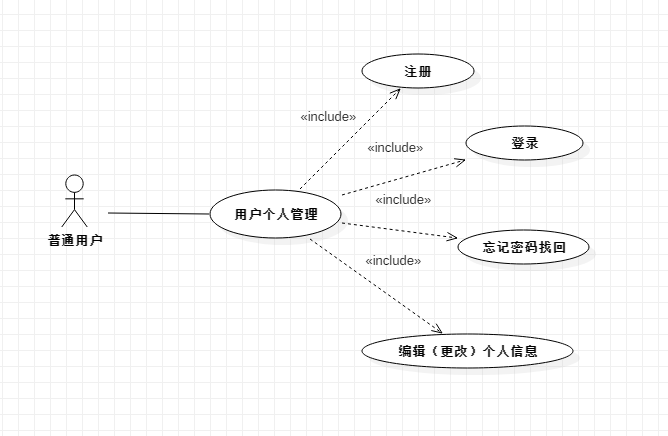 注册
«include»
«include»
登录
«include»
用户个人管理
普通用户
忘记密码找回
«include»
编辑（更改）个人信息